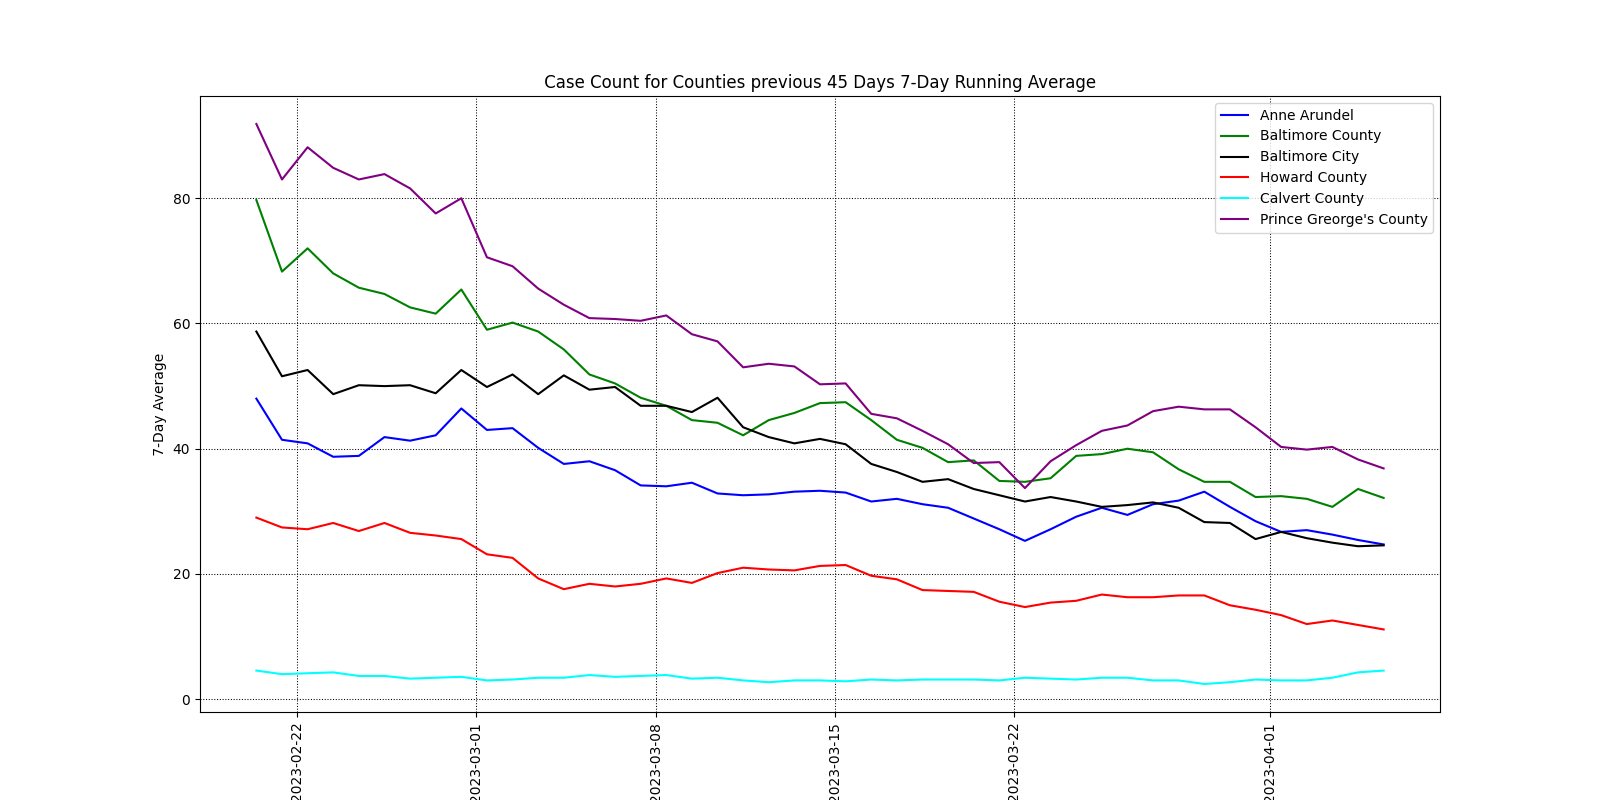 Case Count for Counties previous 45 Days 7-Day Running Average
Anne Arundel
Baltimore County
Baltimore City
Howard County
Calvert County
Prince Greorge's County
7-Day Average
80
60
40
20
0
2023-02-22
2023-03-01
2023-03-08
2023-03-15
2023-03-22
2023-04-01